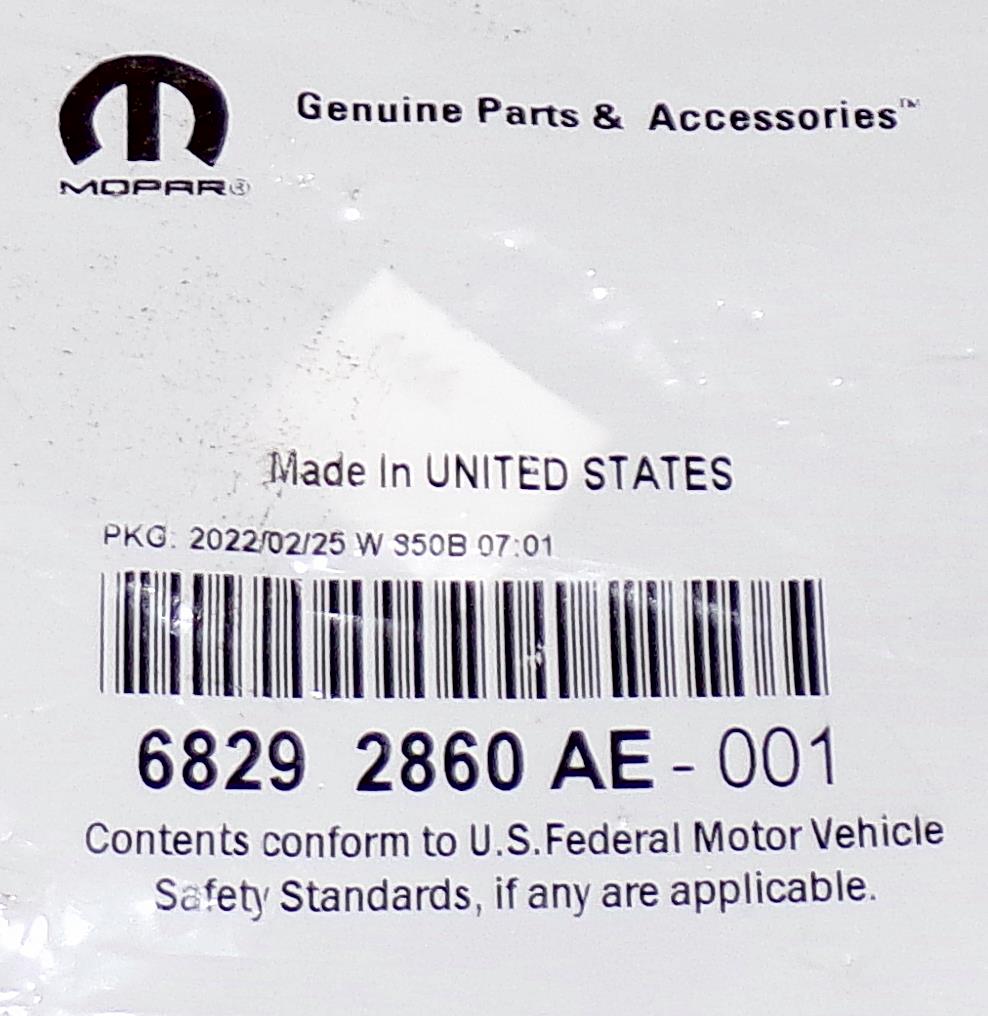 Genuine Parts & Accessories™
MOPAR®
Made In UNITED STATES
PKG: 2022/02/25 W S50B 07:01
6829 2860 AE - 001
Contents conform to U.S.Federal Motor Vehicle
Safety Standards, if any are applicable.